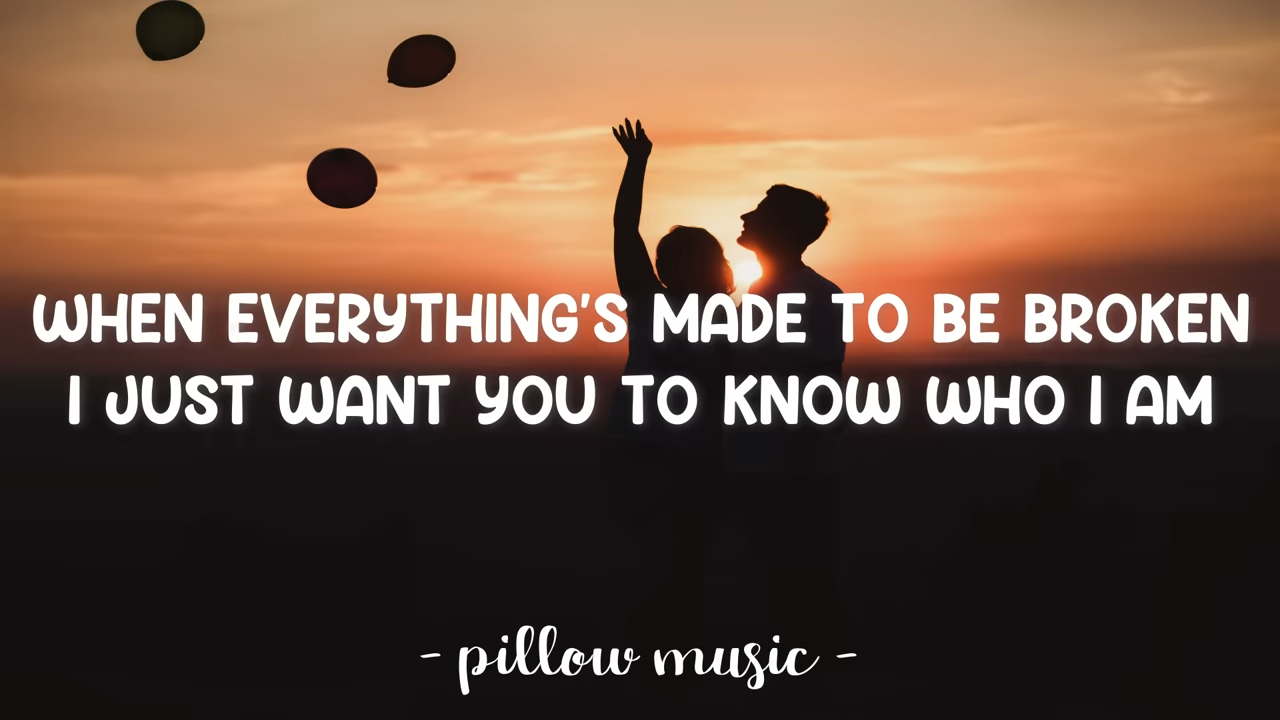 WHEN EVERYTHING'S MADE TO BE BROKEN
I JUST WANT YOU TO KNOW WHO I AM
- pillow music -